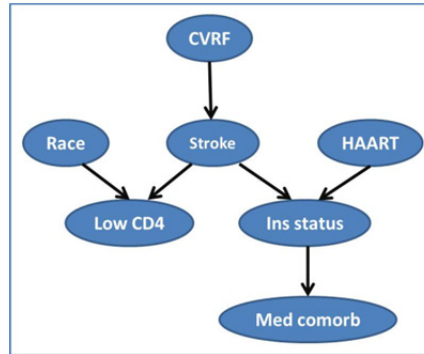 CVRF
Race
Stroke
HAART
Low CD4
Ins status
Med comorb